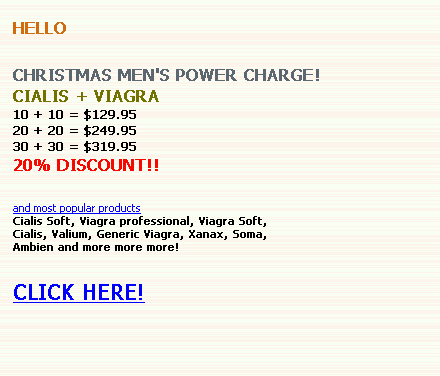 HELLO
CHRISTMAS MEN'S POWER CHARGE!
CIALIS + VIAGRA
10 + 10 = $129.95
20 + 20 = $249.95
30 + 30 = $319.95
20% DISCOUNT!!
and most popular products
Cialis Soft, Viagra professional, Viagra Soft,
Cialis, Valium, Generic Viagra, Xanax, Soma,
Ambien and more more more!
CLICK HERE!